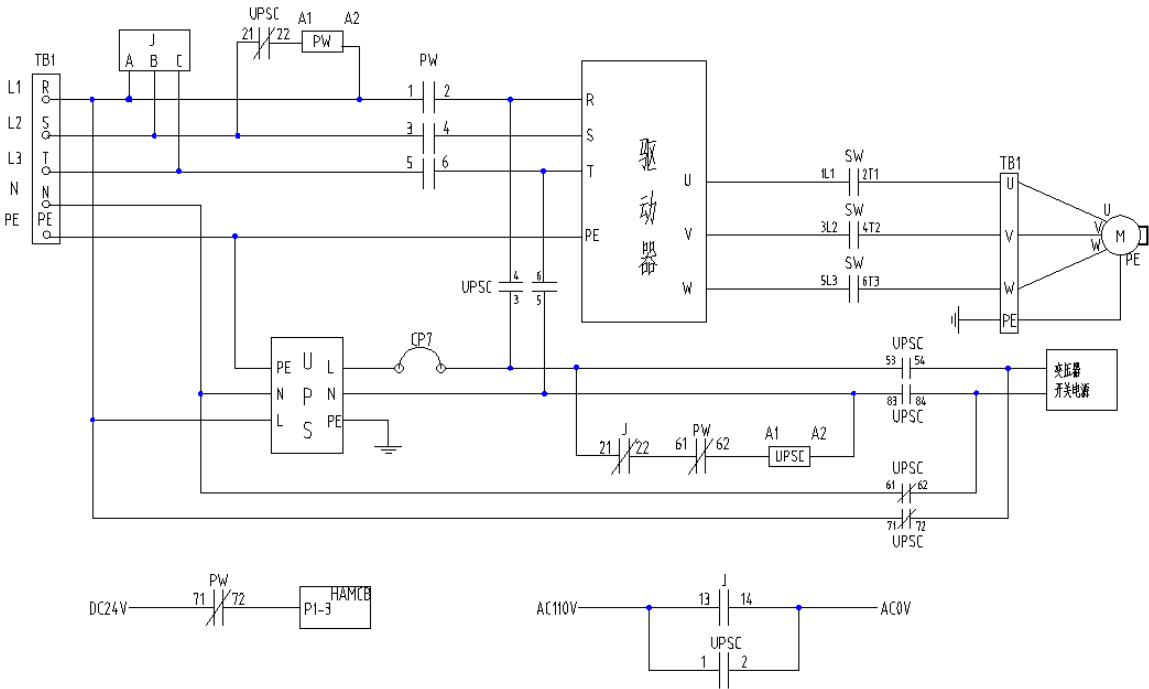 UPSC
A1 A2
21 22
PW
J
A B C
TB1
PW
L1 R
1 2
R
L2 S
3 4
S
L3 T
5 6
T
N N
PE PE
PE
驱动器
U
V
W
SW
1L1 2T1
SW
3L2 4T2
SW
5L3 6T3
TB1
U
V
W
PE
U
V
W
M
PE
UPSC
4 6
3 5
CP7
UPS
PE L
N N
L PE
UPSC
53 54
83 84
UPSC
变压器
开关电源
J PW A1 A2
21 22 61 62
UPSC
UPSC
61 62
71 72
UPSC
PW
DC24V 71 72
HAMCB
P1-3
J
AC110V 13 14 AC0V
UPSC
1 2